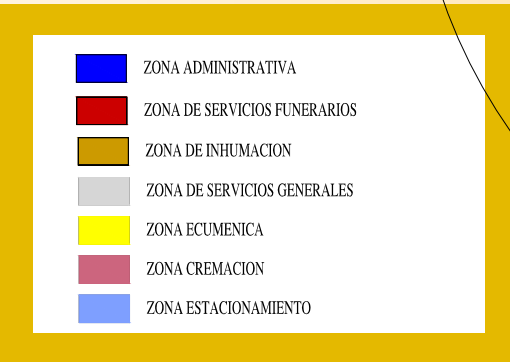 ZONA ADMINISTRATIVA
ZONA DE SERVICIOS FUNERARIOS
ZONA DE INHUMACION
ZONA DE SERVICIOS GENERALES
ZONA ECUMENICA
ZONA CREMACION
ZONA ESTACIONAMIENTO